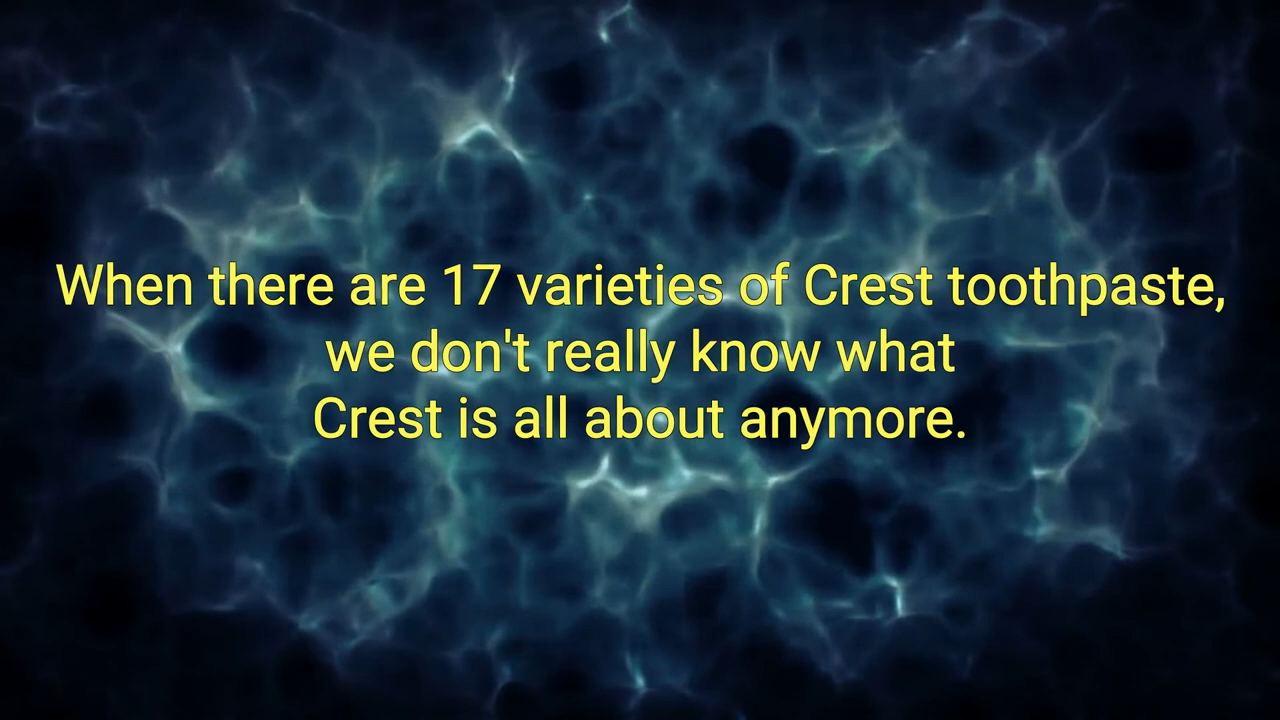 When there are 17 varieties of Crest toothpaste,
we don't really know what
Crest is all about anymore.